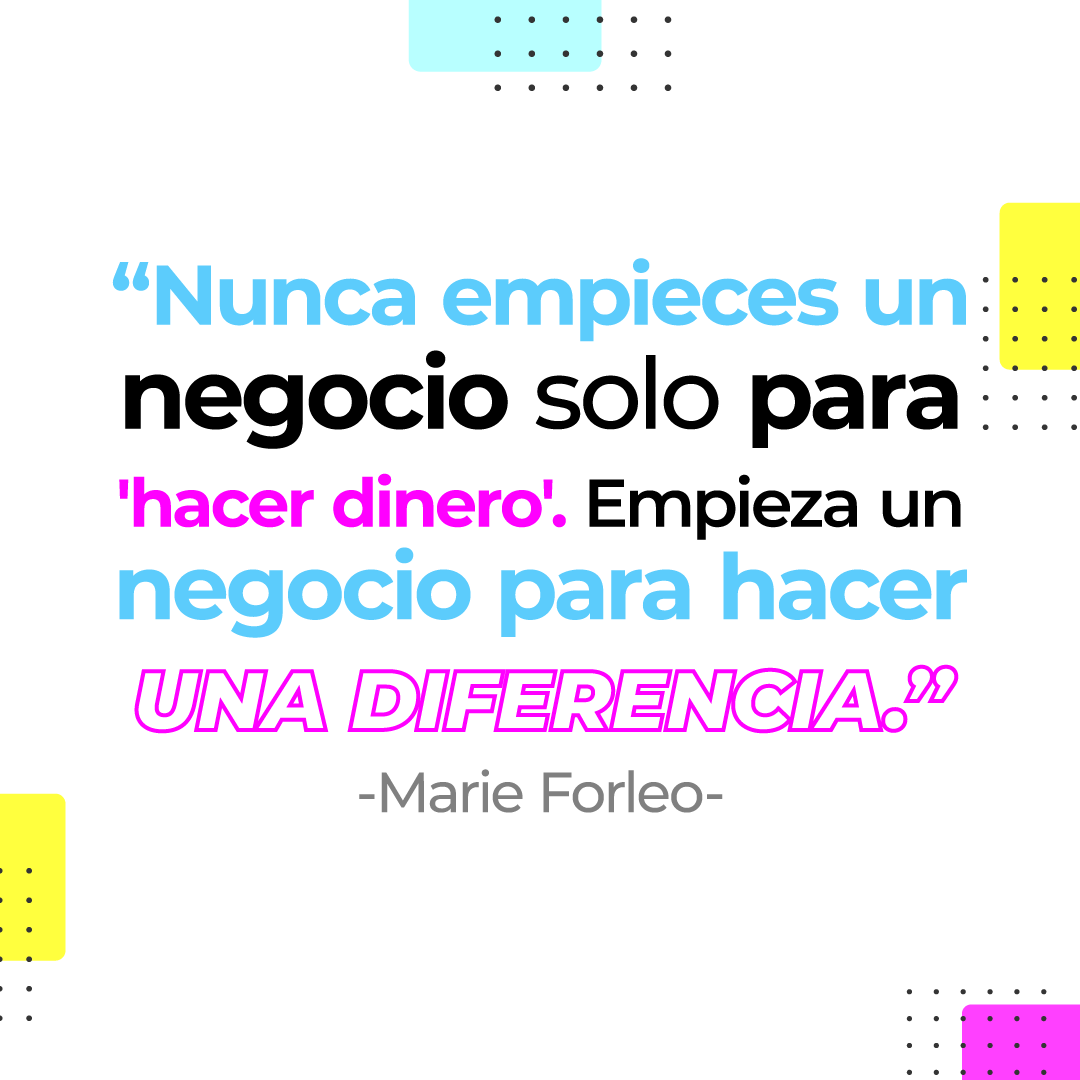 “Nunca empieces un
negocio solo para
'hacer dinero'. Empieza un
negocio para hacer
UNA DIFERENCIA.”
-Marie Forleo-